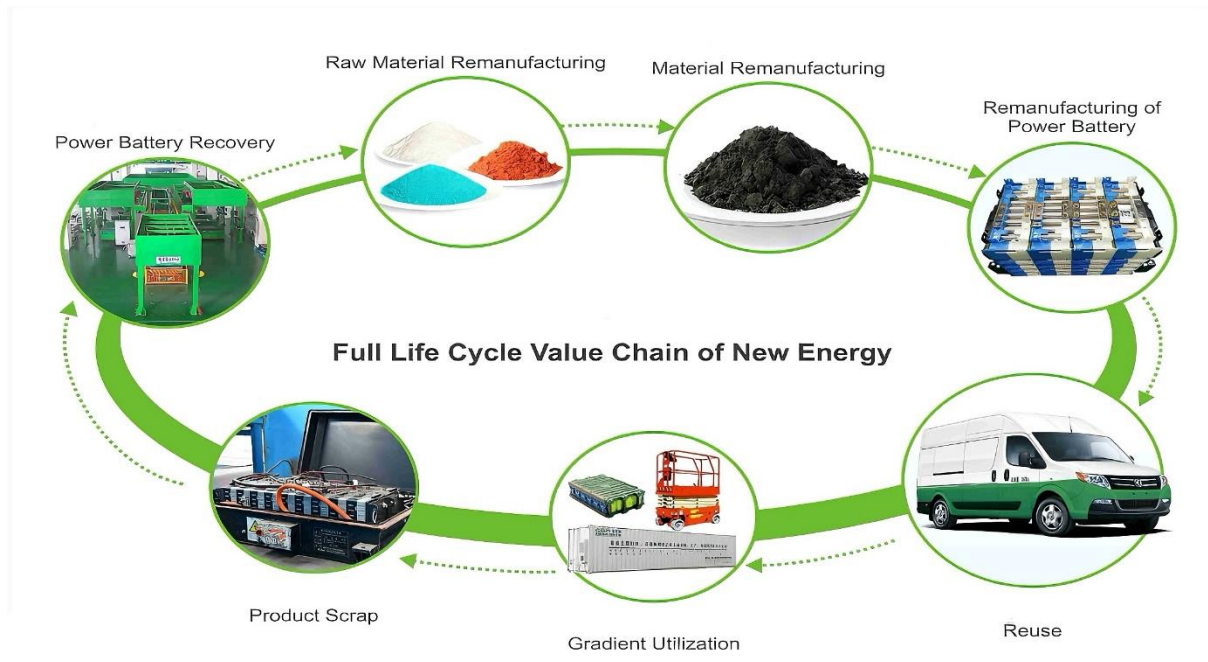 Raw Material Remanufacturing
Material Remanufacturing
Remanufacturing of
Power Battery
Power Battery Recovery
Full Life Cycle Value Chain of New Energy
Product Scrap
Gradient Utilization
Reuse